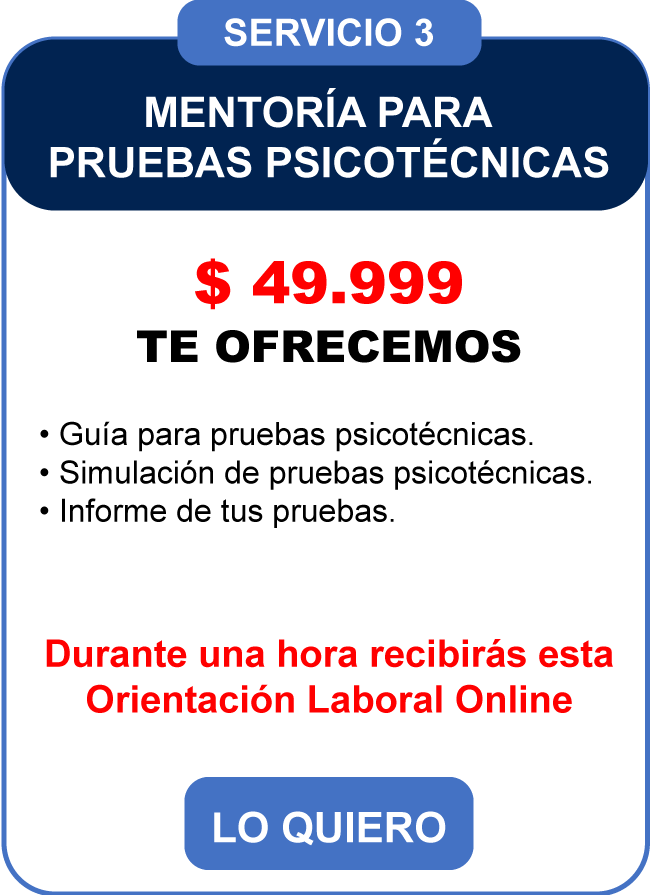 SERVICIO 3
MENTORÍA PARA
PRUEBAS PSICOTÉCNICAS
$ 49.999
TE OFRECEMOS
• Guía para pruebas psicotécnicas.
• Simulación de pruebas psicotécnicas.
• Informe de tus pruebas.
Durante una hora recibirás esta
Orientación Laboral Online
LO QUIERO